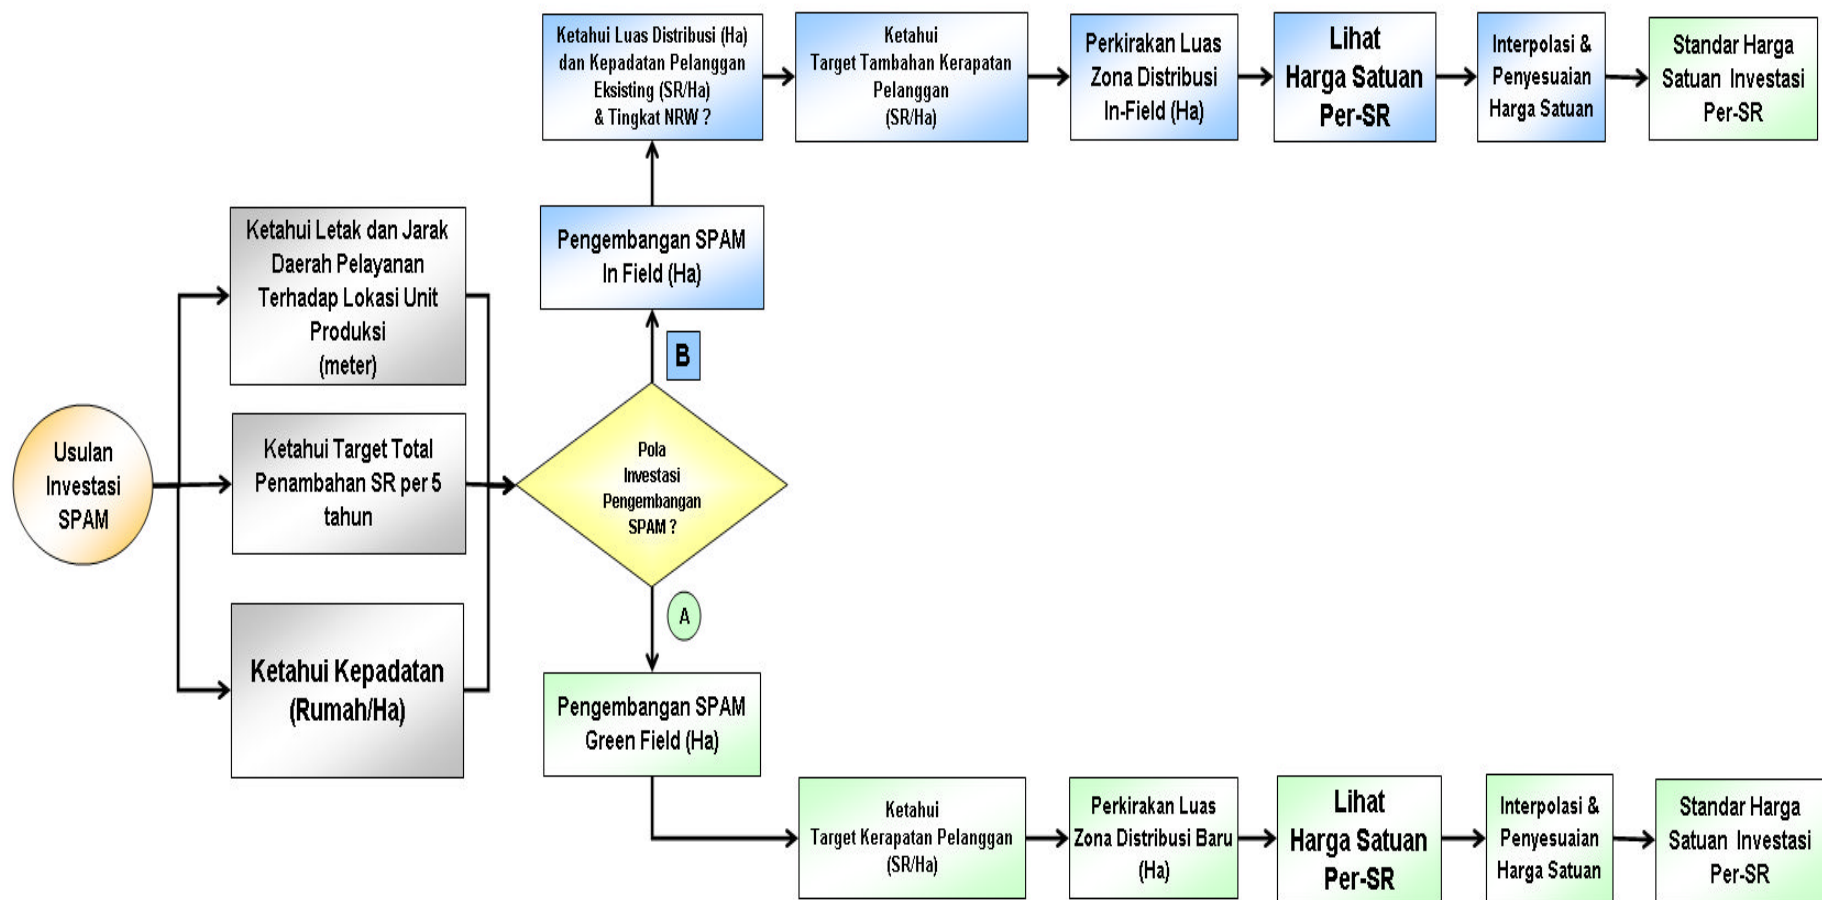 Ketahui Luas Distribusi (Ha)
dan Kepadatan Pelanggan
Eksisting (SR/Ha)
& Tingkat NRW ?
Ketahui
Target Tambahan Kerapatan
Pelanggan
(SR/Ha)
Perkirakan Luas
Zona Distribusi
In-Field (Ha)
Lihat
Harga Satuan
Per-SR
Interpolasi &
Penyesuaian
Harga Satuan
Standar Harga
Satuan Investasi
Per-SR
Pengembangan SPAM
In Field (Ha)
B
Ketahui Letak dan Jarak
Daerah Pelayanan
Terhadap Lokasi Unit
Produksi
(meter)
Usulan
Investasi
SPAM
Ketahui Target Total
Penambahan SR per 5
tahun
Ketahui Kepadatan
(Rumah/Ha)
Pola
Investasi
Pengembangan
SPAM ?
A
Pengembangan SPAM
Green Field (Ha)
Ketahui
Target Kerapatan Pelanggan
(SR/Ha)
Perkirakan Luas
Zona Distribusi Baru
(Ha)
Lihat
Harga Satuan
Per-SR
Interpolasi &
Penyesuaian
Harga Satuan
Standar Harga
Satuan Investasi
Per-SR